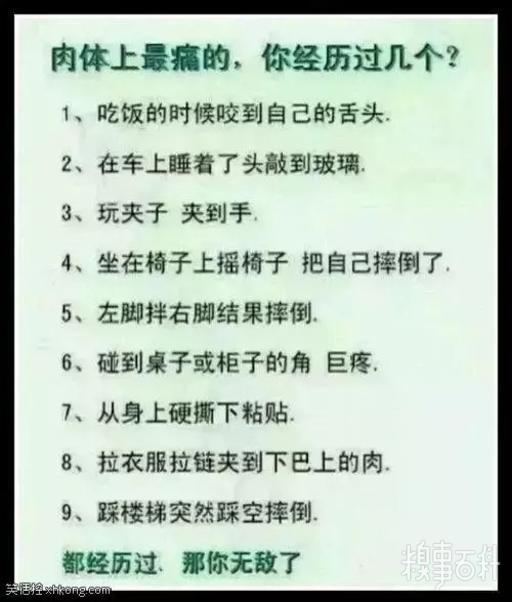 肉体上最痛的，你经历过几个？
1、吃饭的时候咬到自己的舌头.
2、在车上睡着了头敲到玻璃.
3、玩夹子 夹到手.
4、坐在椅子上摇椅子 把自己摔倒了.
5、左脚拌右脚结果摔倒.
6、碰到桌子或柜子的角 巨疼.
7、从身上硬撕下粘贴.
8、拉衣服拉链夹到下巴上的肉.
9、踩楼梯突然踩空摔倒.
都经历过. 那你无敌了
糗事百科
笑话控 xhkong.com